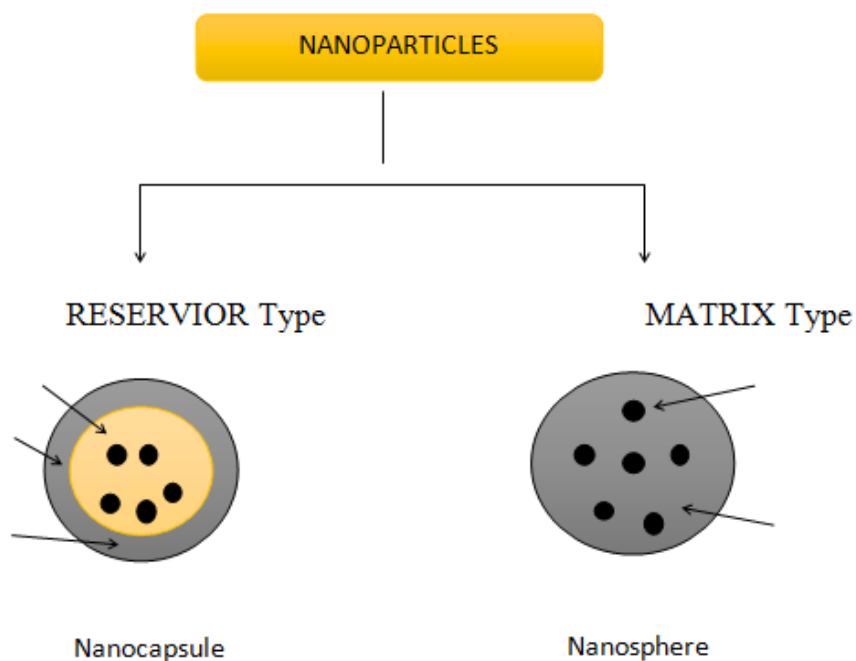 NANOPARTICLES
RESERVIOR Type
MATRIX Type
Nanocapsule
Nanosphere